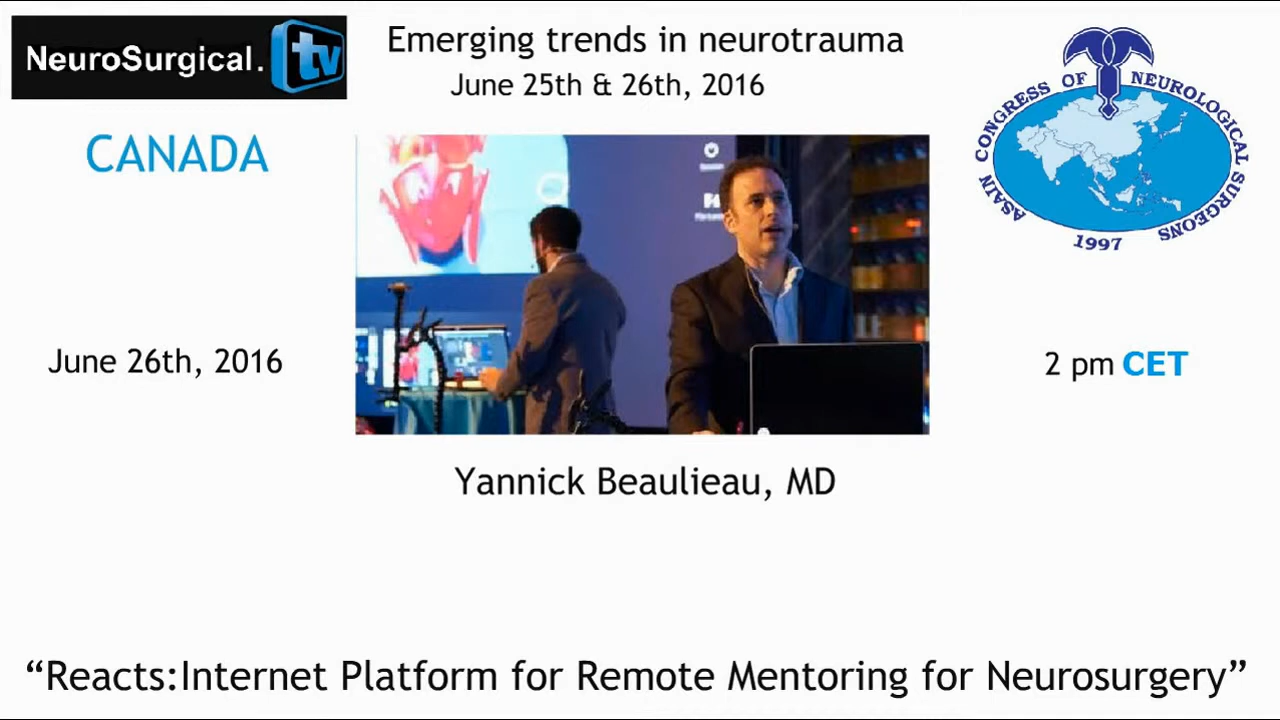 NeuroSurgical. tv
Emerging trends in neurotrauma
June 25th & 26th, 2016
ASAIN CONGRESS OF NEUROLOGICAL SURGEONS
1997
CANADA
June 26th, 2016
2 pm CET
Yannick Beaulieau, MD
“Reacts:Internet Platform for Remote Mentoring for Neurosurgery”